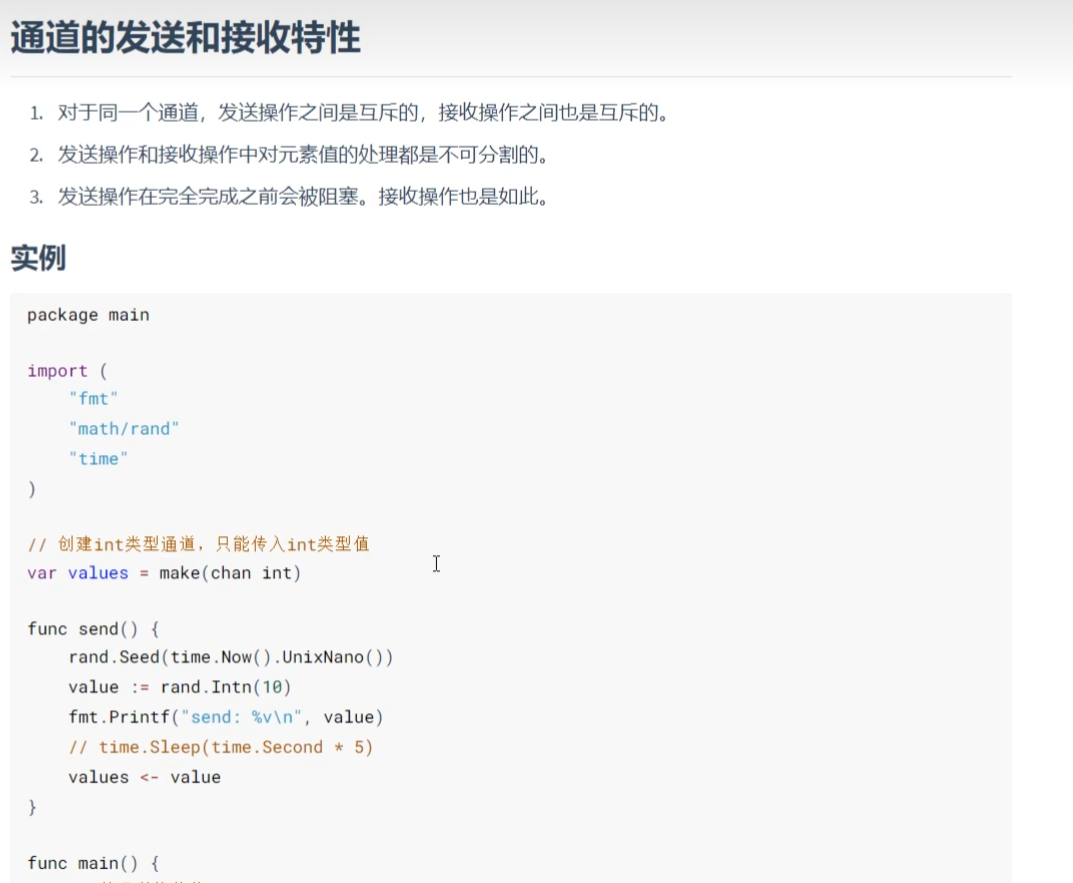 通道的发送和接收特性
1. 对于同一个通道，发送操作之间是互斥的，接收操作之间也是互斥的。
2. 发送操作和接收操作中对元素值的处理都是不可分割的。
3. 发送操作在完全完成之前会被阻塞。接收操作也是如此。
实例
package main
import (
"fmt"
"math/rand"
"time"
)
// 创建int类型通道，只能传入int类型值
var values = make(chan int)
func send() {
rand.Seed(time.Now().UnixNano())
value := rand.Intn(10)
fmt.Printf("send: %v\n", value)
// time.Sleep(time.Second * 5)
values <- value
}
func main() {